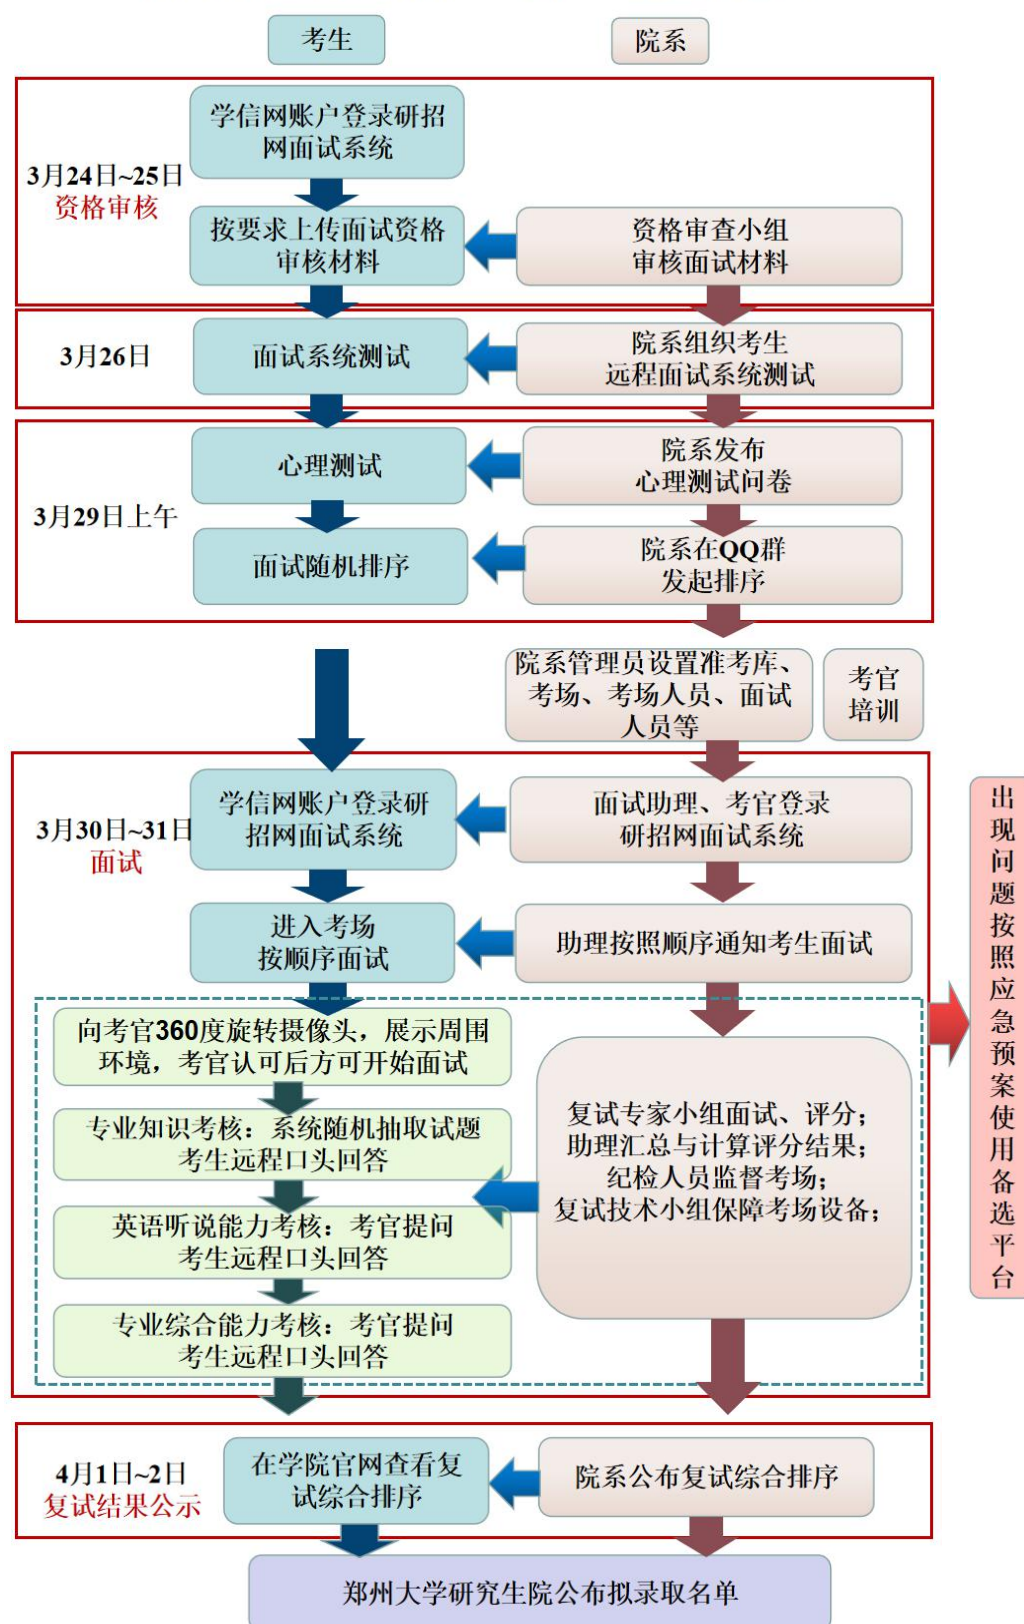 考生
院系
学信网账户登录研招
网面试系统
3月24日~25日
资格审核
按要求上传面试资格
审核材料
资格审查小组
审核面试材料
3月26日
面试系统测试
院系组织考生
远程面试系统测试
3月29日上午
心理测试
院系发布
心理测试问卷
面试随机排序
院系在QQ群
发起排序
院系管理员设置准考库、
考场、考场人员、面试
人员等
考官
培训
3月30日~31日
面试
学信网账户登录研
招网面试系统
面试助理、考官登录
研招网面试系统
进入考场
按顺序面试
助理按照顺序通知考生面试
向考官360度旋转摄像头，展示周围
环境，考官认可后方可开始面试
专业知识考核：系统随机抽取试题
考生远程口头回答
英语听说能力考核：考官提问
考生远程口头回答
专业综合能力考核：考官提问
考生远程口头回答
复试专家小组面试、评分；
助理汇总与计算评分结果；
纪检人员监督考场；
复试技术小组保障考场设备；
出现问题按照应急预案使用备选平台
4月1日~2日
复试结果公示
在学院官网查看复
试综合排序
院系公布复试综合排序
郑州大学研究生院公布拟录取名单